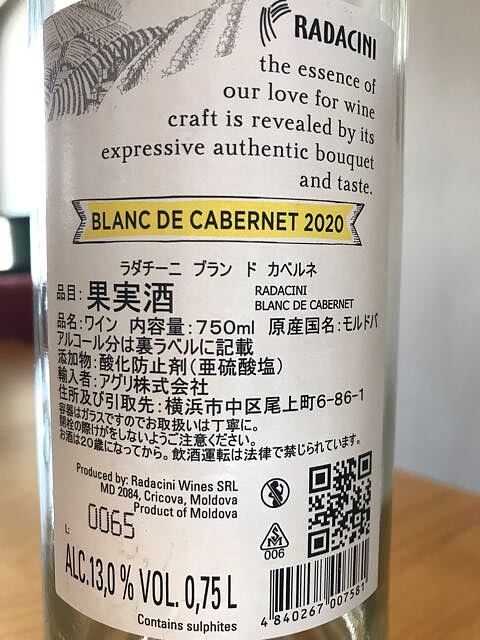 RADACINI
the essence of
our love for wine
craft is revealed by its
expressive authentic bouquet
and taste.
BLANC DE CABERNET 2020
ラダチーニ ブラン ド カベルネ
品目:果実酒
RADACINI
BLANC DE CABERNET
品名:ワイン 内容量:750ml 原産国名:モルドバ
アルコール分は裏ラベルに記載
添加物:酸化防止剤(亜硫酸塩)
輸入者:アグリ株式会社
住所及び引取先:横浜市中区尾上町6-86-1
容器はガラスですのでお取扱いは丁寧に。
開栓の際けがをしないようご注意ください。
お酒は20歳になってから。飲酒運転は法律で禁じられています。
Produced by: Radacini Wines SRL
MD 2084, Cricova, Moldova
Product of Moldova
L:
0065
006
ALC.13,0 % VOL. 0,75 L
Contains sulphites
4 840267 007581